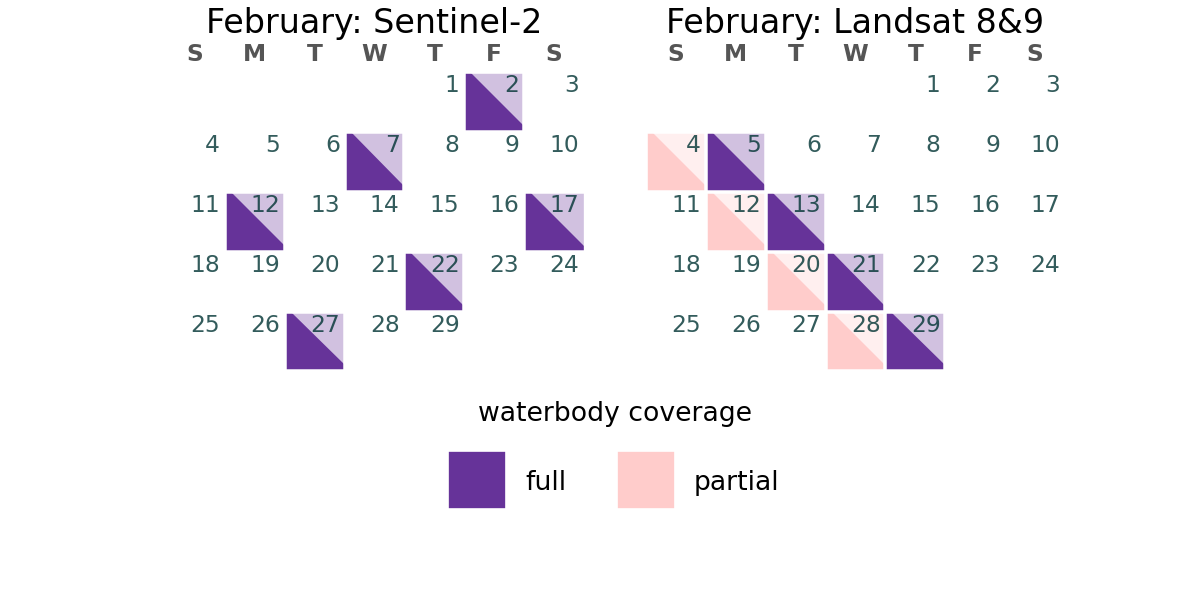 February: Sentinel-2
S M T W T F S
1 2 3
4 5 6 7 8 9 10
11 12 13 14 15 16 17
18 19 20 21 22 23 24
25 26 27 28 29
February: Landsat 8&9
S M T W T F S
1 2 3
4 5 6 7 8 9 10
11 12 13 14 15 16 17
18 19 20 21 22 23 24
25 26 27 28 29
waterbody coverage
full
partial